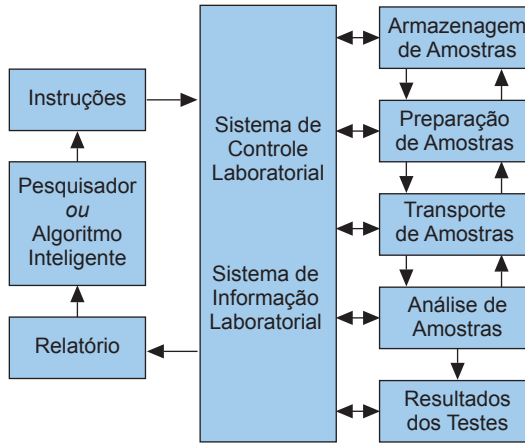 Instruções
Pesquisador
ou
Algoritmo
Inteligente
Relatório
Sistema de
Controle
Laboratorial
Sistema de
Informação
Laboratorial
Armazenagem
de Amostras
Preparação
de Amostras
Transporte
de Amostras
Análise de
Amostras
Resultados
dos Testes